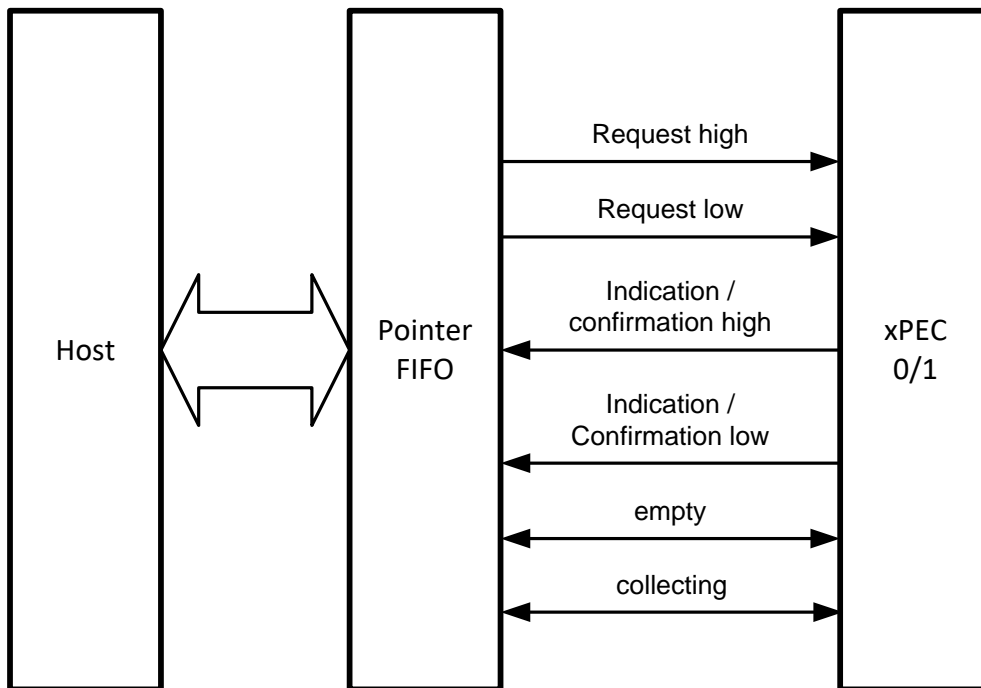 Request high
Request low
Indication /
confirmation high
Host
Pointer
FIFO
xPEC
0/1
Indication /
Confirmation low
empty
collecting